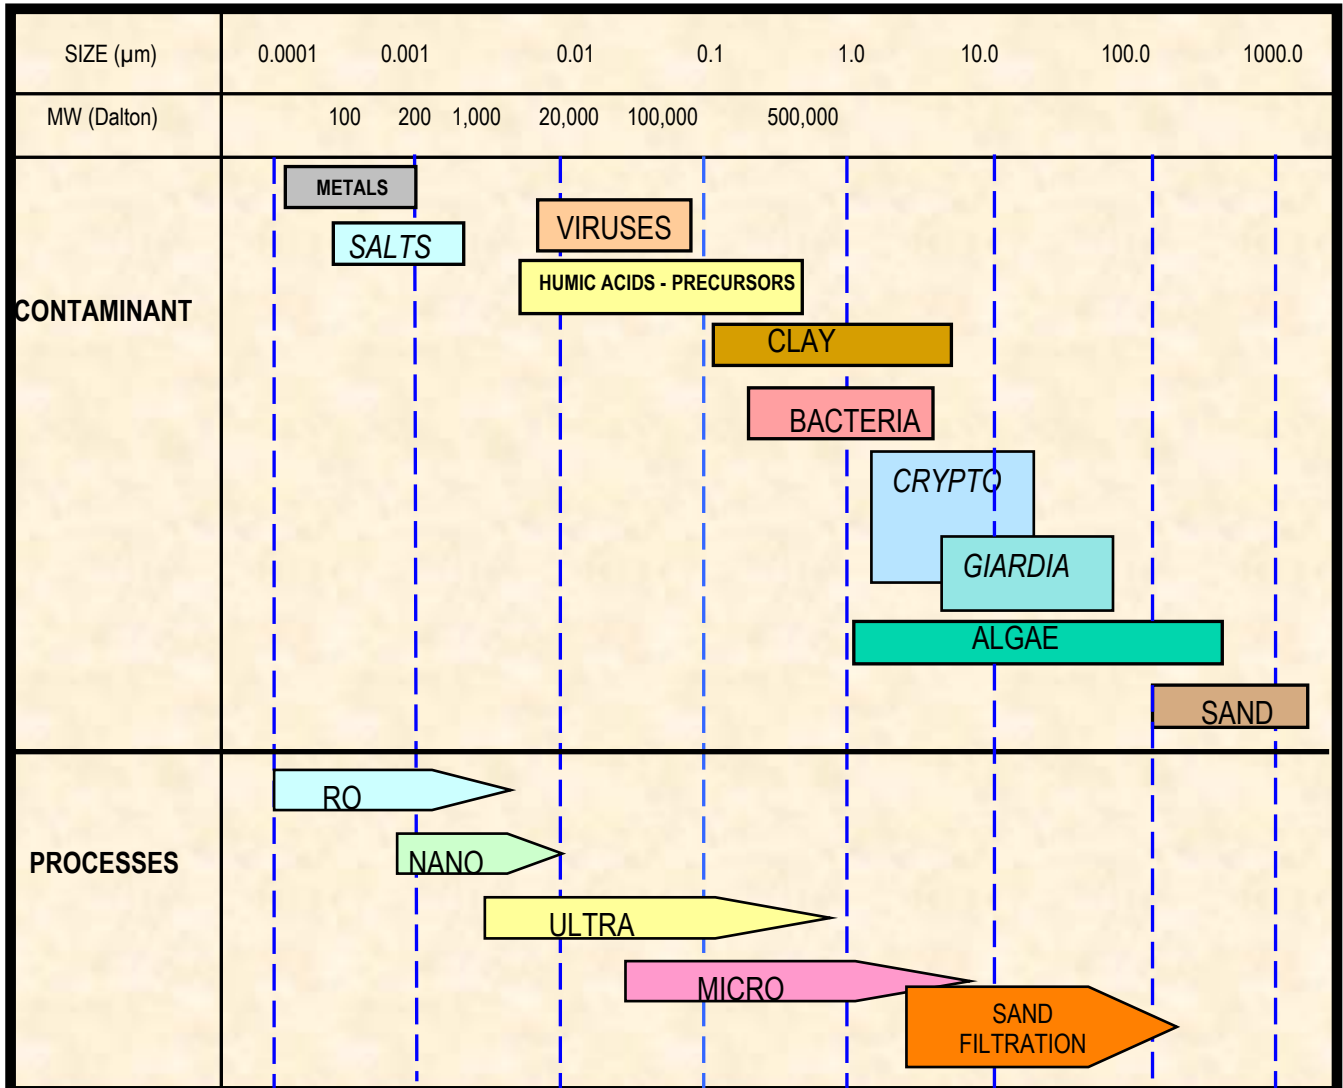 SIZE (µm) 0.0001 0.001 0.01 0.1 1.0 10.0 100.0 1000.0
MW (Dalton) 100 200 1,000 20,000 100,000 500,000
METALS
VIRUSES
SALTS
HUMIC ACIDS - PRECURSORS
CONTAMINANT
CLAY
BACTERIA
CRYPTO
GIARDIA
ALGAE
SAND
RO
NANO
PROCESSES
ULTRA
MICRO
SAND
FILTRATION